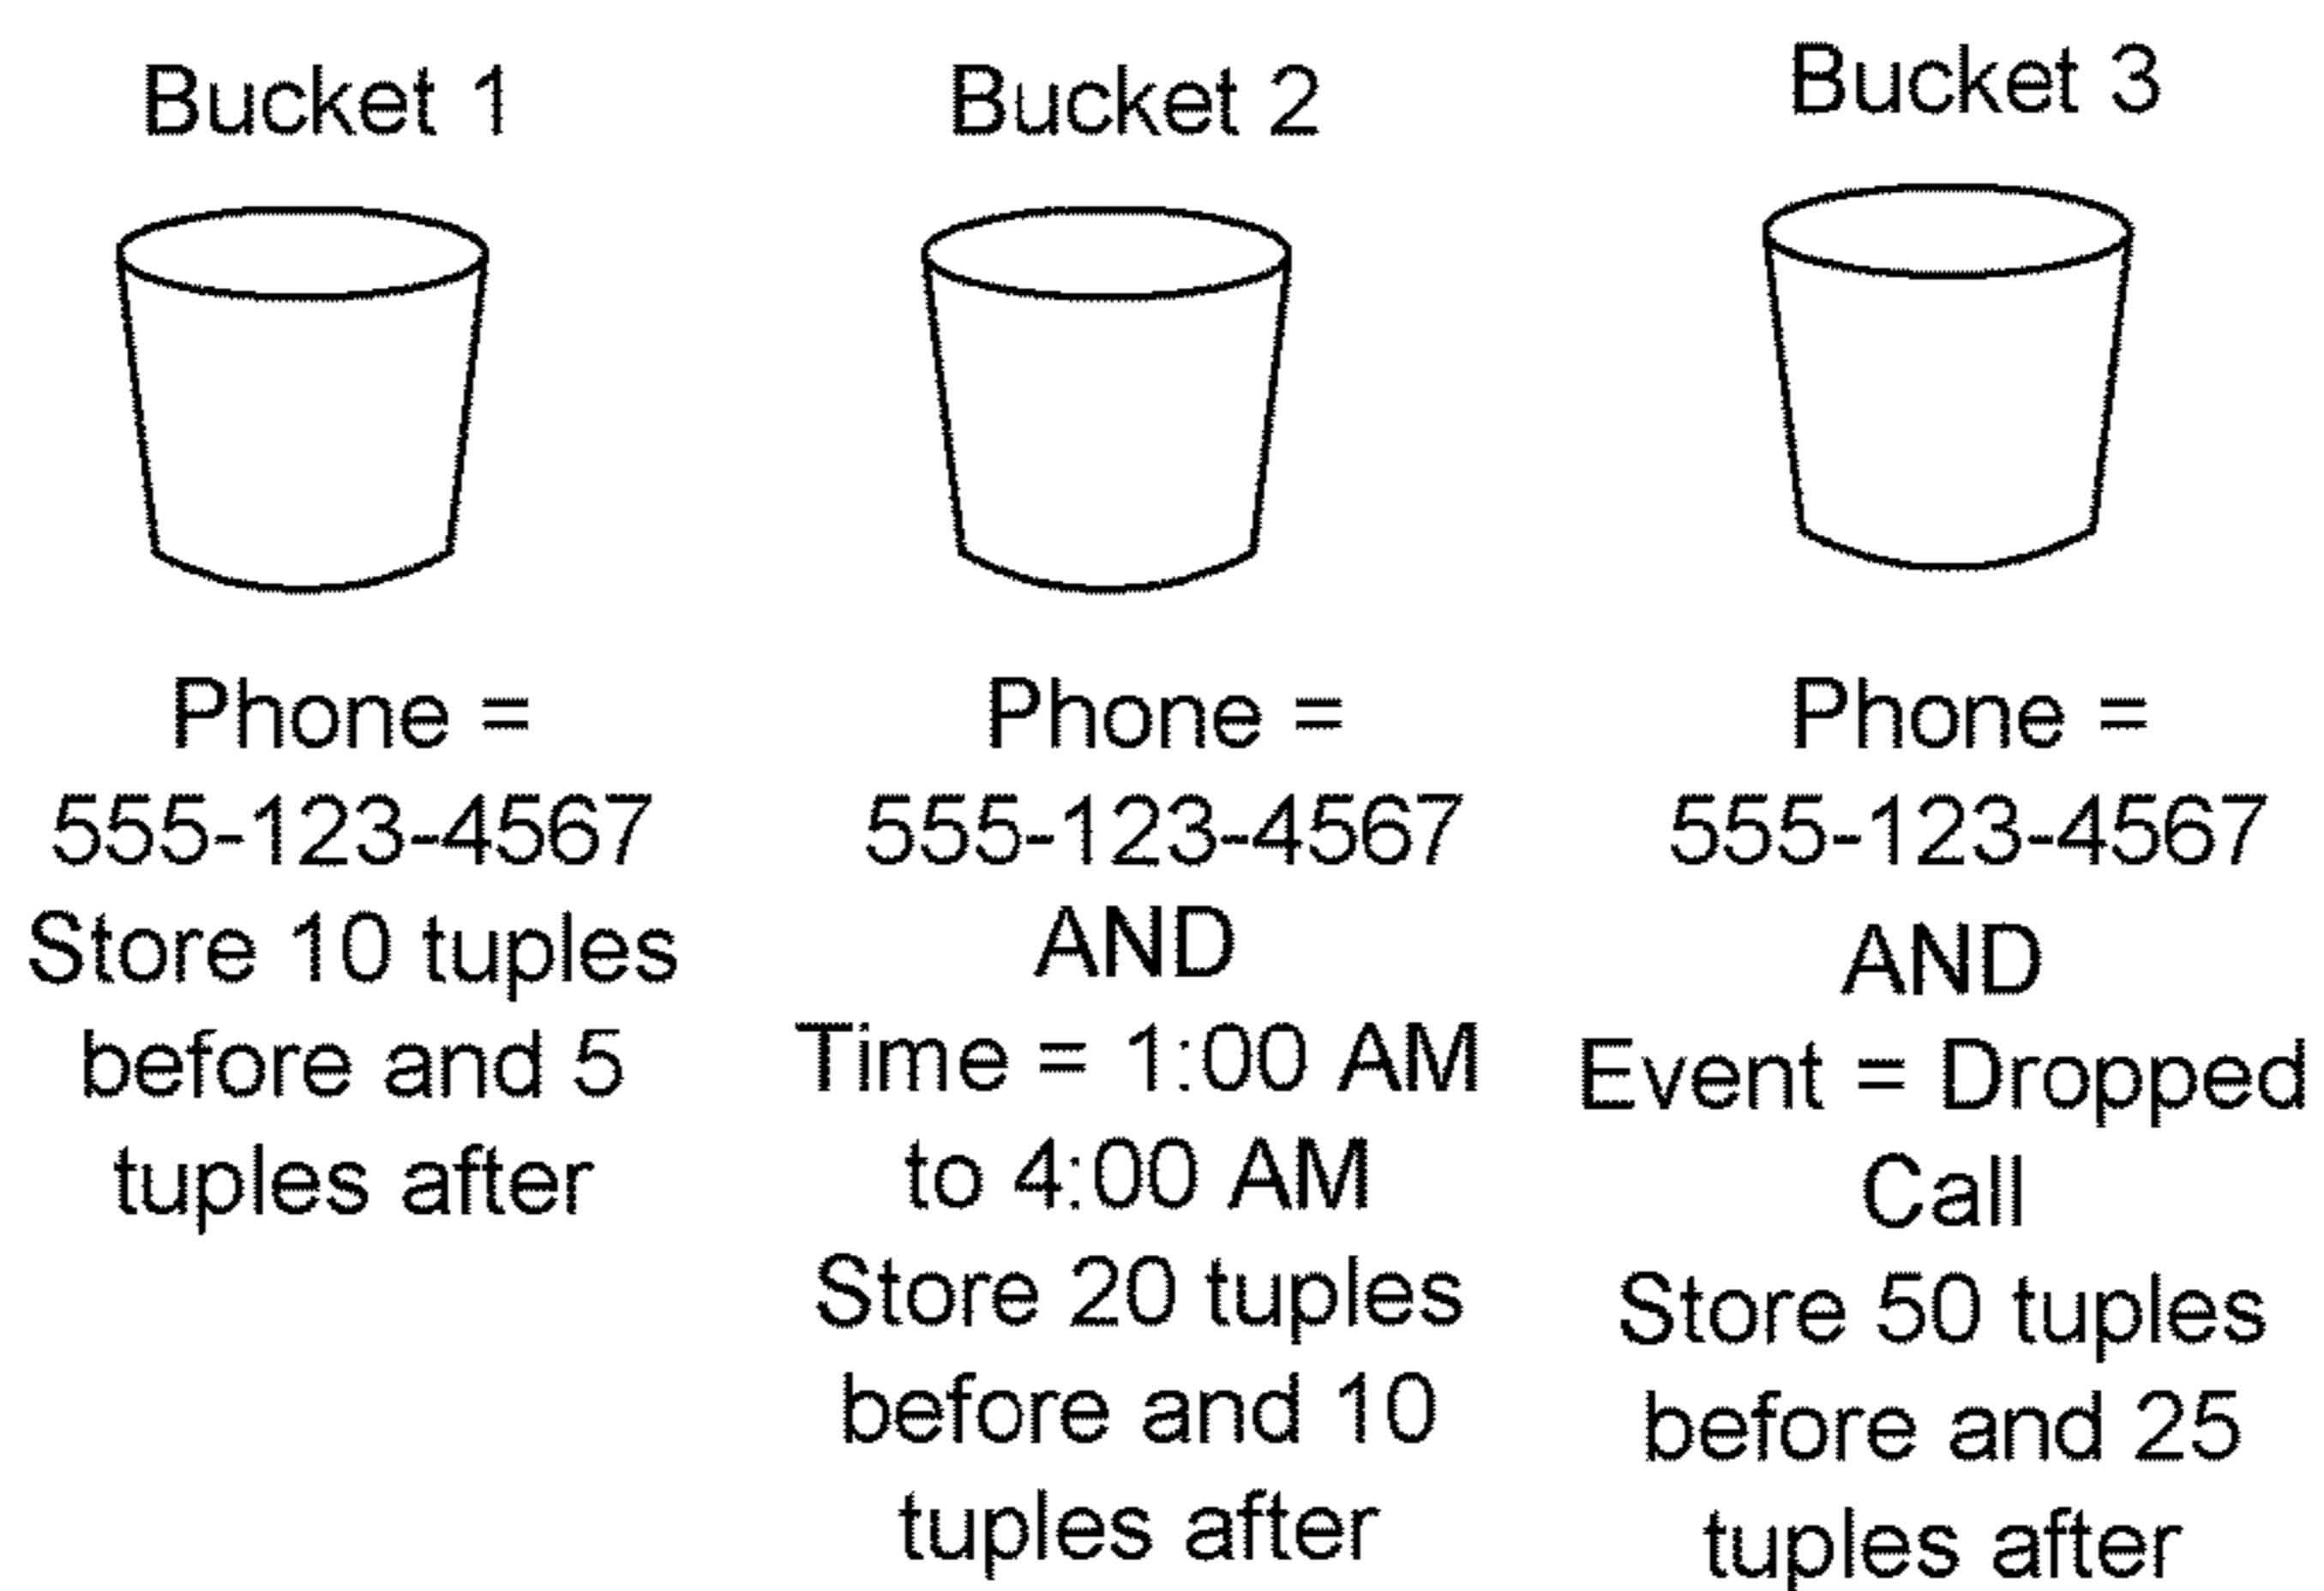 Bucket 1
Phone =
555-123-4567
Store 10 tuples
before and 5
tuples after
Bucket 2
Phone =
555-123-4567
AND
Time = 1:00 AM
to 4:00 AM
Store 20 tuples
before and 10
tuples after
Bucket 3
Phone =
555-123-4567
AND
Event = Dropped
Call
Store 50 tuples
before and 25
tuples after